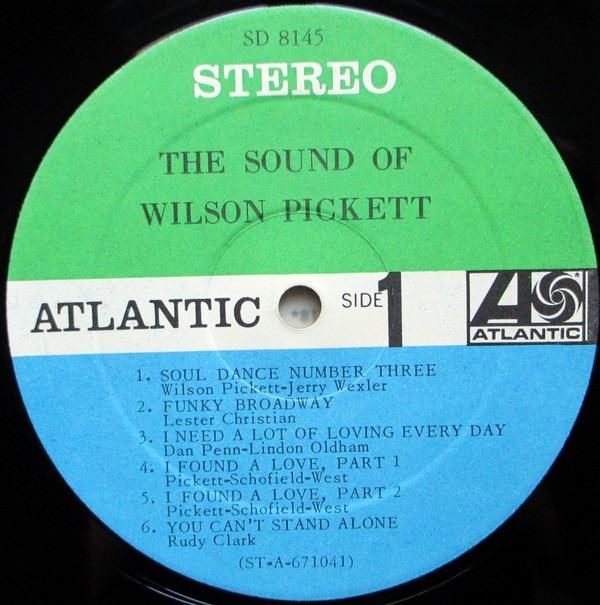 SD 8145
STEREO
THE SOUND OF
WILSON PICKETT
ATLANTIC
SIDE 1
ATLANTIC
1. SOUL DANCE NUMBER THREE
Wilson Pickett-Jerry Wexler
2. FUNKY BROADWAY
Lester Christian
3. I NEED A LOT OF LOVING EVERY DAY
Dan Penn-Lindon Oldham
4. I FOUND A LOVE, PART 1
Pickett-Schofield-West
5. I FOUND A LOVE, PART 2
Pickett-Schofield-West
6. YOU CAN'T STAND ALONE
Rudy Clark
(ST-A-671041)